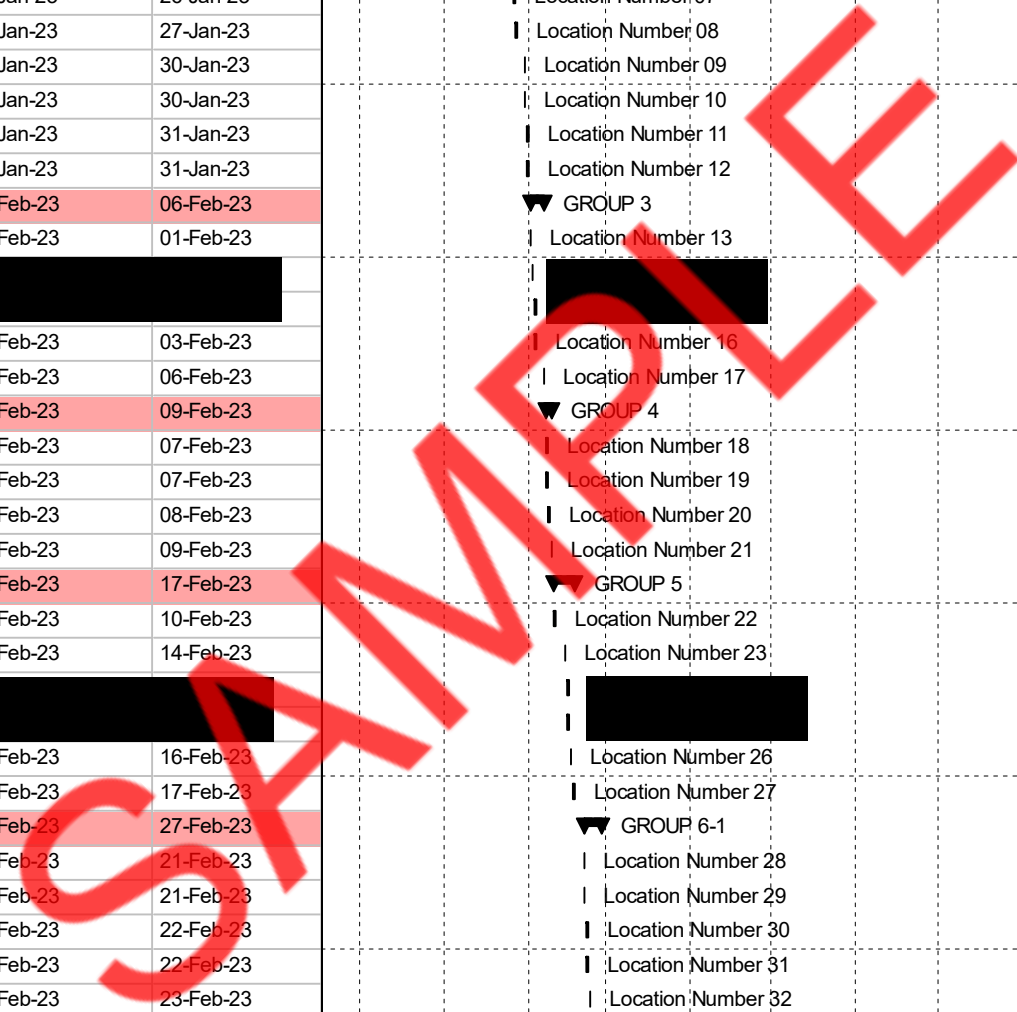 Jan-23 27-Jan-23 Location Number 08
Jan-23 30-Jan-23 Location Number 09
Jan-23 30-Jan-23 Location Number 10
Jan-23 31-Jan-23 Location Number 11
Jan-23 31-Jan-23 Location Number 12
Feb-23 06-Feb-23 GROUP 3
Feb-23 01-Feb-23 Location Number 13
Feb-23 03-Feb-23 Location Number 16
Feb-23 06-Feb-23 Location Number 17
Feb-23 09-Feb-23 GROUP 4
Feb-23 07-Feb-23 Location Number 18
Feb-23 07-Feb-23 Location Number 19
Feb-23 08-Feb-23 Location Number 20
Feb-23 09-Feb-23 Location Number 21
Feb-23 17-Feb-23 GROUP 5
Feb-23 10-Feb-23 Location Number 22
Feb-23 14-Feb-23 Location Number 23
Feb-23 16-Feb-23 Location Number 26
Feb-23 17-Feb-23 Location Number 27
Feb-23 27-Feb-23 GROUP 6-1
Feb-23 21-Feb-23 Location Number 28
Feb-23 21-Feb-23 Location Number 29
Feb-23 22-Feb-23 Location Number 30
Feb-23 22-Feb-23 Location Number 31
Feb-23 23-Feb-23 Location Number 32
SAMPLE